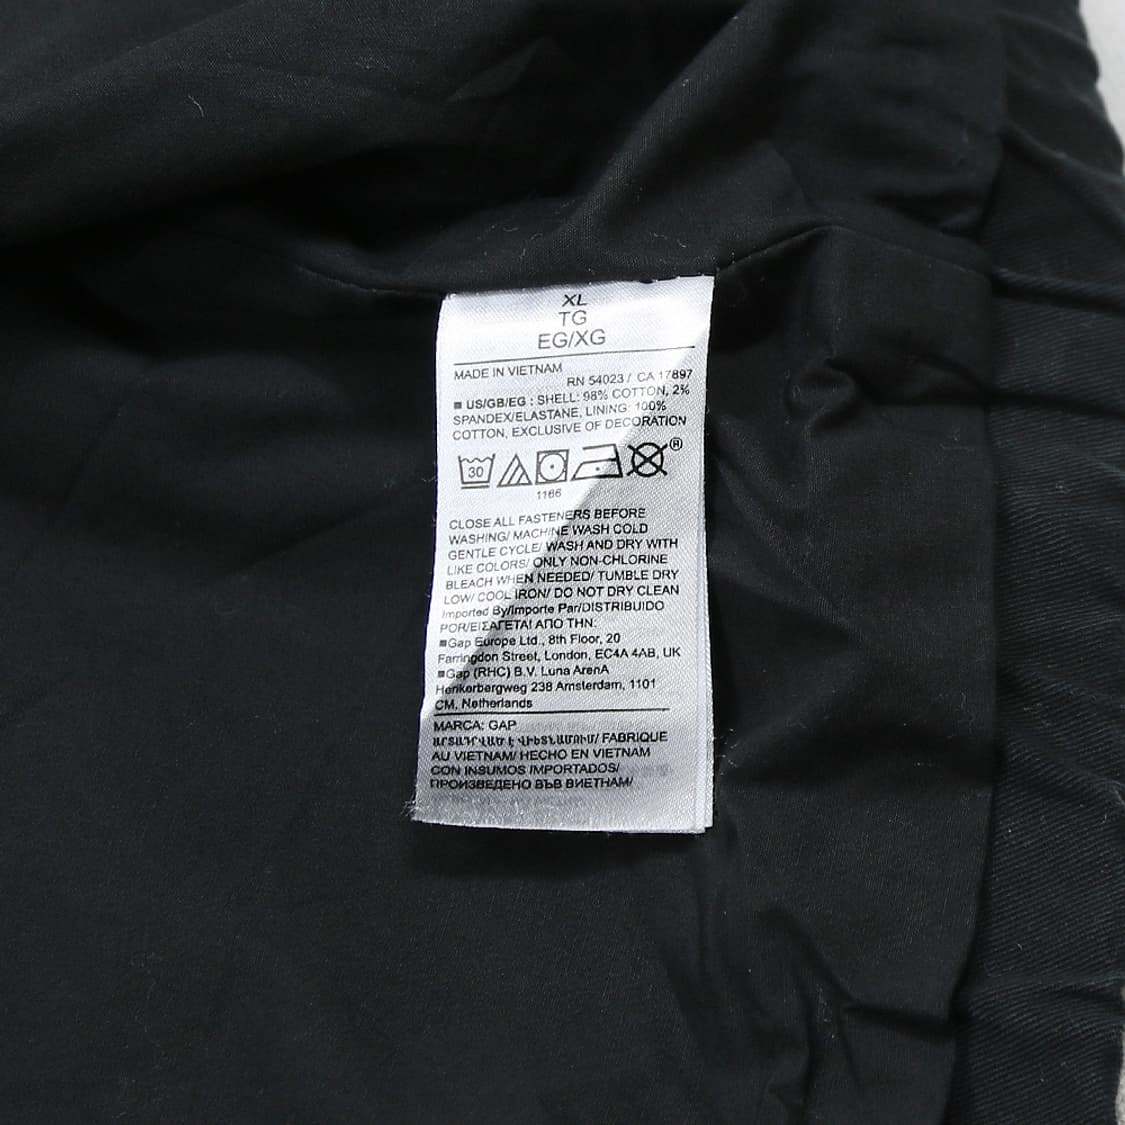 XL
TG
EG/XG
MADE IN VIETNAM
RN 54023 / CA 17897
■ US/GB/EG : SHELL: 98% COTTON, 2%
SPANDEX/ELASTANE, LINING: 100%
COTTON, EXCLUSIVE OF DECORATION
30
®
1166
CLOSE ALL FASTENERS BEFORE
WASHING/ MACHINE WASH COLD
GENTLE CYCLE/ WASH AND DRY WITH
LIKE COLORS/ ONLY NON-CHLORINE
BLEACH WHEN NEEDED/ TUMBLE DRY
LOW/ COOL IRON/ DO NOT DRY CLEAN
Imported By/Importe Par/DISTRIBUIDO
POR/ΕΙΣΑΓΕΤΑΙ ΑΠΟ ΤΗΝ:
■Gap Europe Ltd., 8th Floor, 20
Farringdon Street, London, EC4A 4AB, UK
■Gap (RHC) B.V. Luna ArenA
Henkerbergweg 238 Amsterdam, 1101
CM, Netherlands
MARCA: GAP
ԱՐՏԱԴՐՎԱԾ Է ՎԻԵՏՆԱՄՈՒՄ/ FABRIQUE
AU VIETNAM/ HECHO EN VIETNAM
CON INSUMOS IMPORTADOS/
ПРОИЗВЕДЕНО ВЪВ ВИЕТНАМ/